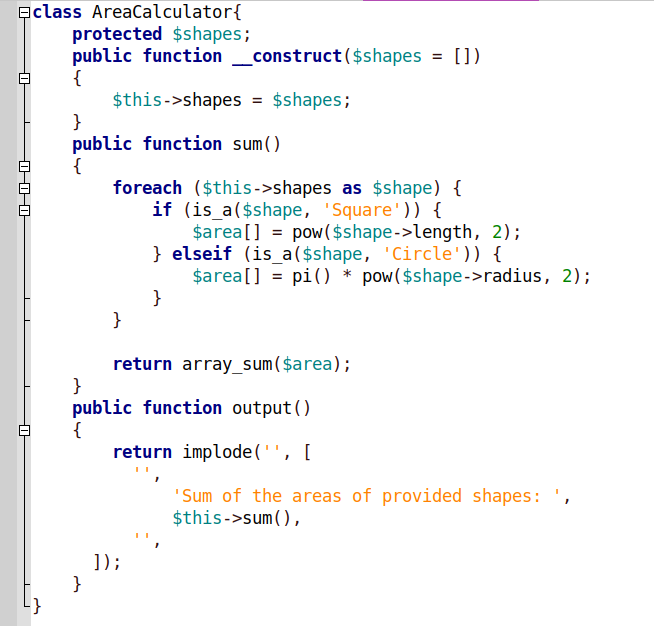 class AreaCalculator{
    protected $shapes;
    public function __construct($shapes = [])
    {
        $this->shapes = $shapes;
    }
    public function sum()
    {
        foreach ($this->shapes as $shape) {
            if (is_a($shape, 'Square')) {
                $area[] = pow($shape->length, 2);
            } elseif (is_a($shape, 'Circle')) {
                $area[] = pi() * pow($shape->radius, 2);
            }
        }

        return array_sum($area);
    }
    public function output()
    {
        return implode('', [
          '',
              'Sum of the areas of provided shapes: ',
              $this->sum(),
          '',
      ]);
    }
}